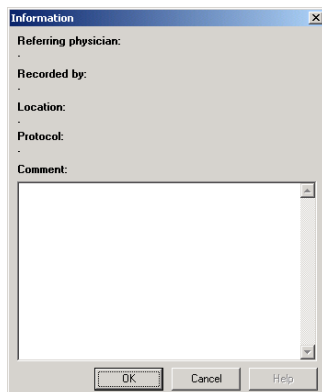 Information
Referring physician:
.
Recorded by:
.
Location:
.
Protocol:
.
Comment:
OK Cancel Help